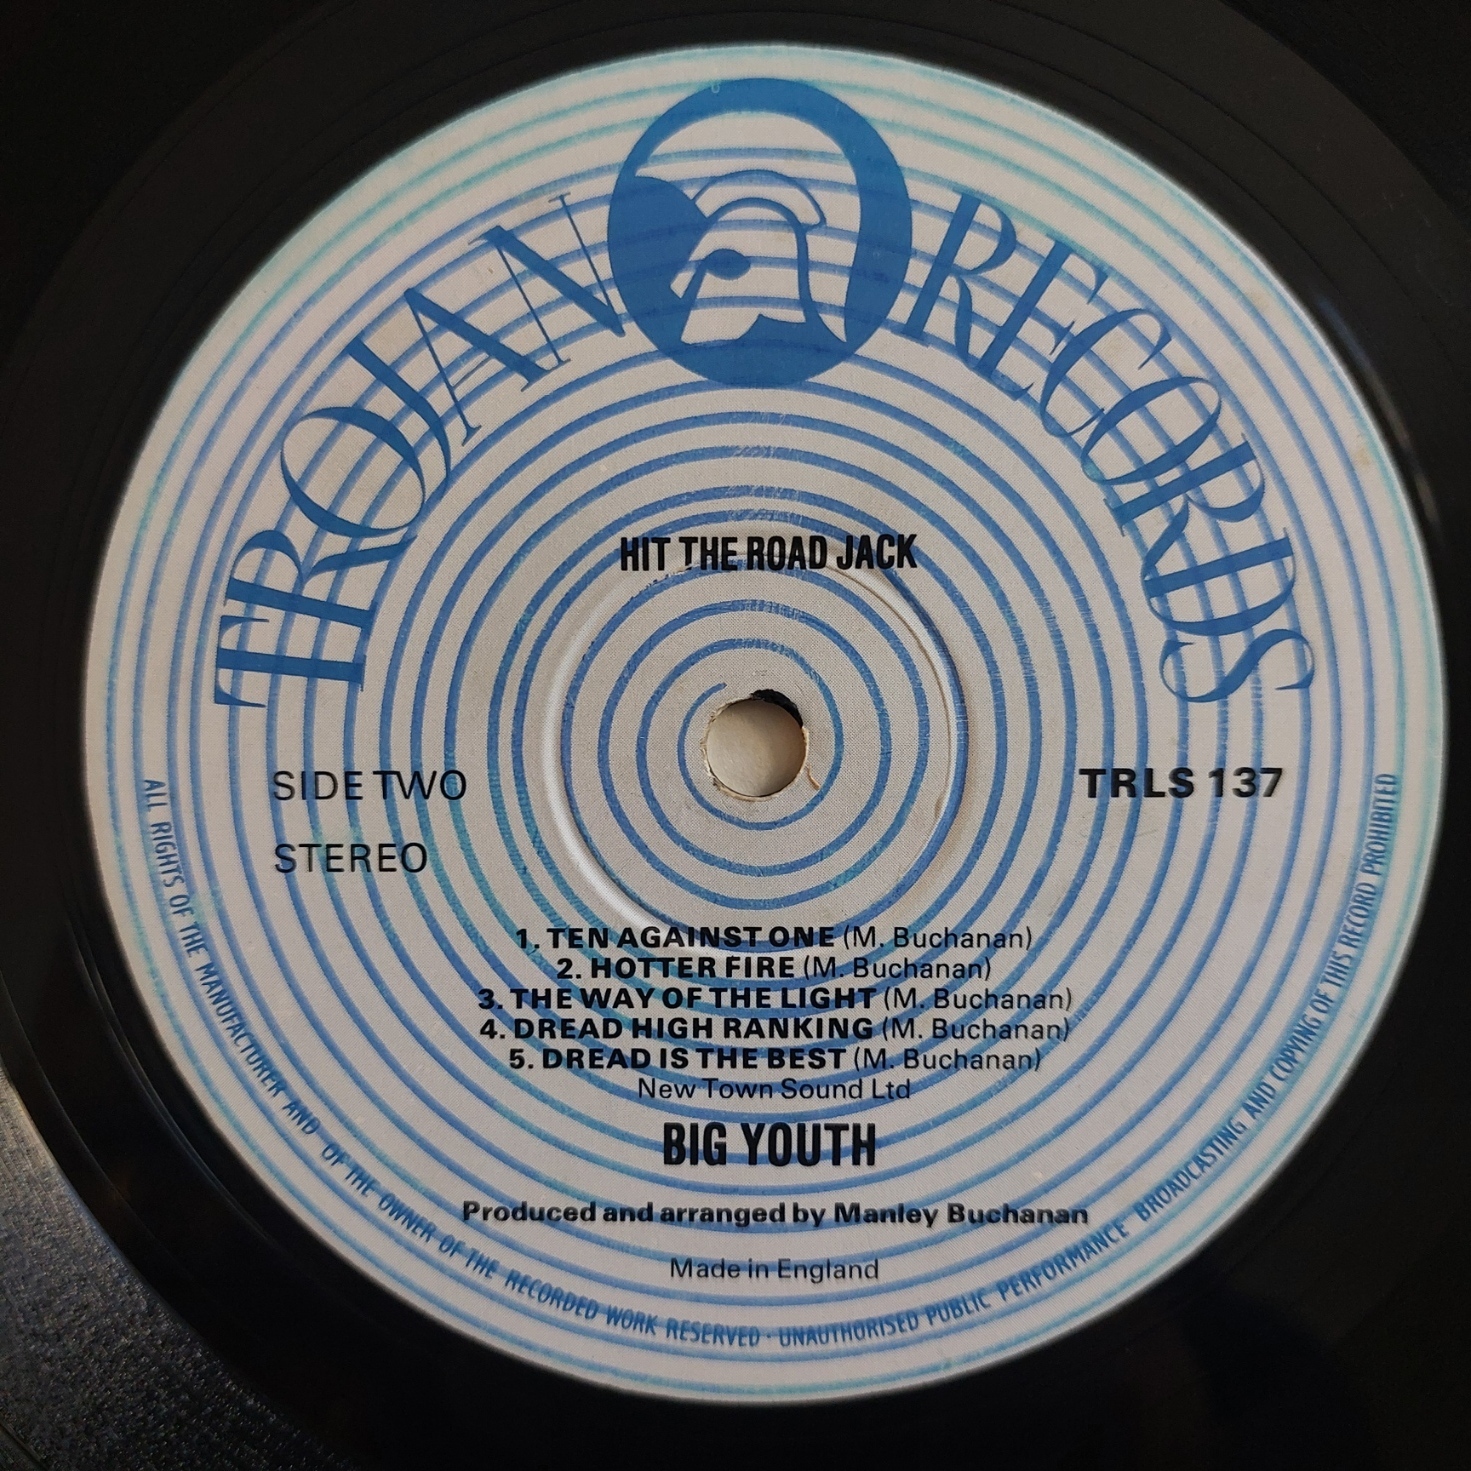 TROJAN RECORDS
HIT THE ROAD JACK
SIDE TWO
TRLS 137
STEREO
1. TEN AGAINST ONE (M. Buchanan)
2. HOTTER FIRE (M. Buchanan)
3. THE WAY OF THE LIGHT (M. Buchanan)
4. DREAD HIGH RANKING (M. Buchanan)
5. DREAD IS THE BEST (M. Buchanan)
New Town Sound Ltd
BIG YOUTH
Produced and arranged by Manley Buchanan
Made in England
ALL RIGHTS OF THE MANUFACTURER AND OF THE OWNER OF THE RECORDED WORK RESERVED · UNAUTHORISED PUBLIC PERFORMANCE BROADCASTING AND COPYING OF THIS RECORD PROHIBITED